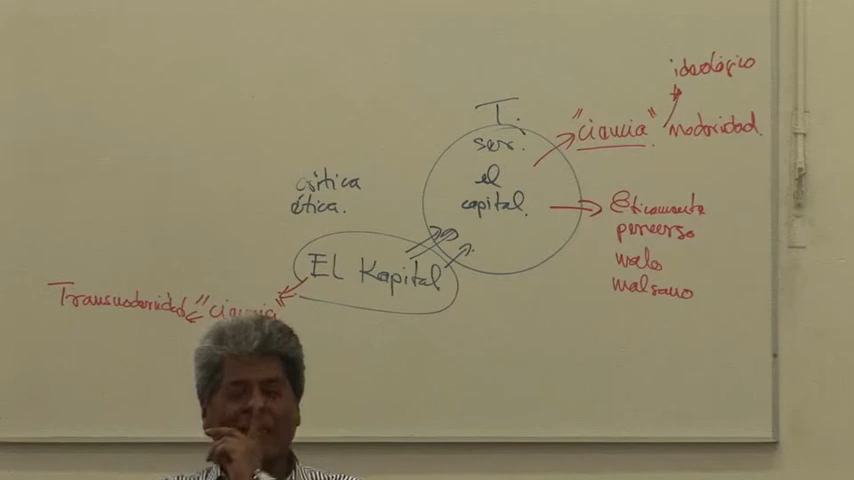 ideológico
T.
"ciencia" modernidad.
ser.
el
capital.
crítica
ética.
Éticamente
perverso
malo
malsano
El Kapital
Transmodernidad "ciencia"